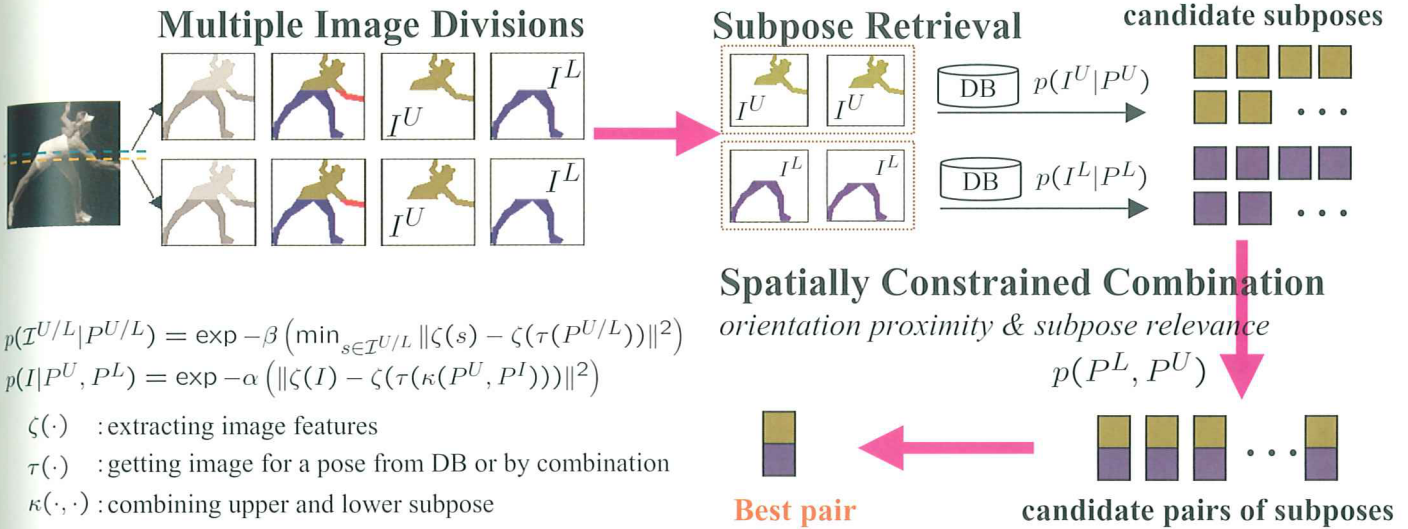 Multiple Image Divisions
I^L
I^U
I^L
I^U
Subpose Retrieval
I^U
I^U
DB
p(I^U|P^U)
I^L
I^L
DB
p(I^L|P^L)
candidate subposes
• • •
• • •
Spatially Constrained Combination
orientation proximity & subpose relevance
p(P^L, P^U)
p(𝓘^{U/L}|P^{U/L}) = exp −β (min_{s∈𝓘^{U/L}} ‖ζ(s) − ζ(τ(P^{U/L}))‖²)
p(I|P^U, P^L) = exp −α (‖ζ(I) − ζ(τ(κ(P^U, P^I)))‖²)
ζ(·) : extracting image features
τ(·) : getting image for a pose from DB or by combination
κ(·,·) : combining upper and lower subpose
• • •
Best pair
candidate pairs of subposes